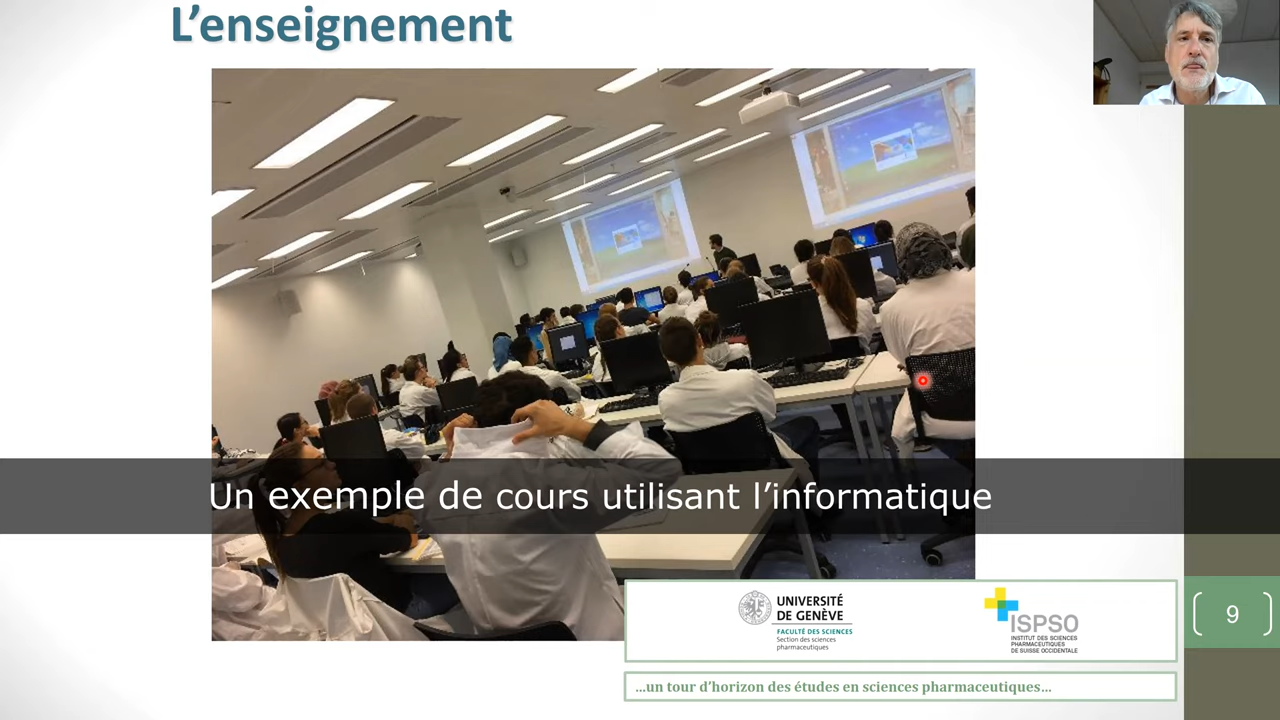 L’enseignement
Un exemple de cours utilisant l’informatique
UNIVERSITÉ
DE GENÈVE
FACULTÉ DES SCIENCES
Section des sciences
pharmaceutiques
ISPSO
INSTITUT DES SCIENCES
PHARMACEUTIQUES
DE SUISSE OCCIDENTALE
9
...un tour d’horizon des études en sciences pharmaceutiques...